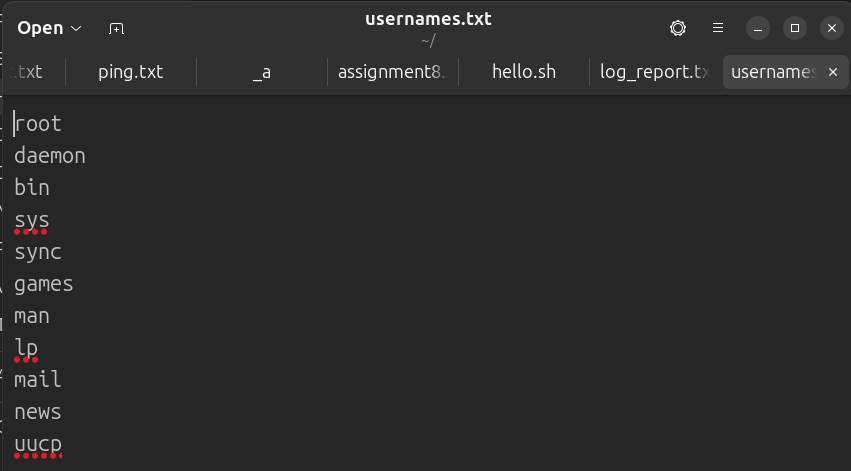 Open
usernames.txt
~/
.txt
ping.txt
_a
assignment8.
hello.sh
log_report.tx
usernames
root
daemon
bin
sys
sync
games
man
lp
mail
news
uucp